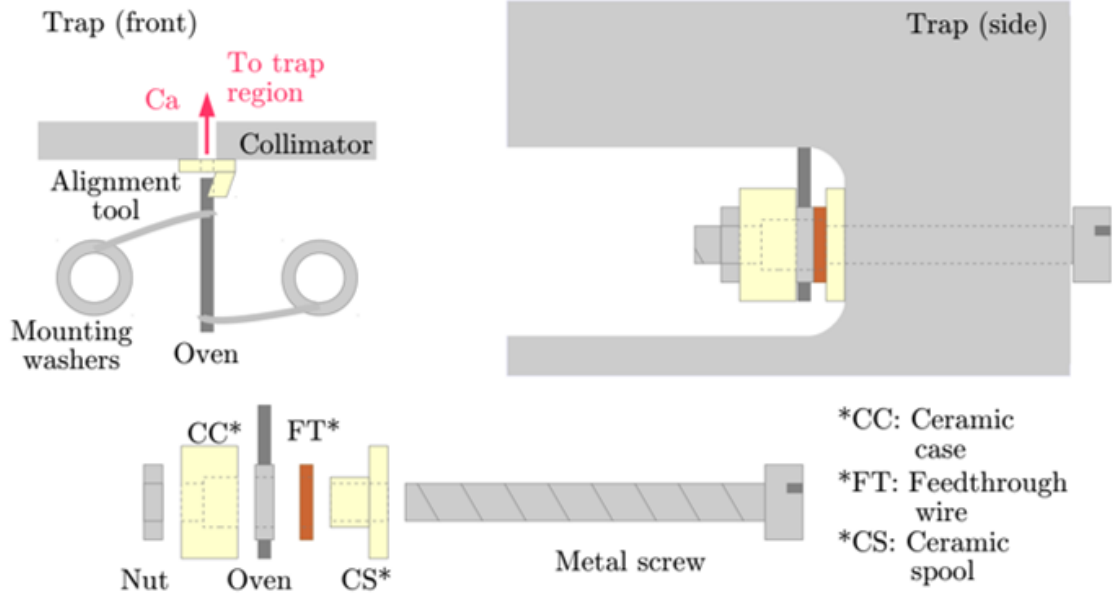 Trap (front)
To trap
region
Ca
Collimator
Alignment
tool
Mounting
washers
Oven
Trap (side)
CC*
FT*
Nut
Oven
CS*
Metal screw
*CC: Ceramic
case
*FT: Feedthrough
wire
*CS: Ceramic
spool